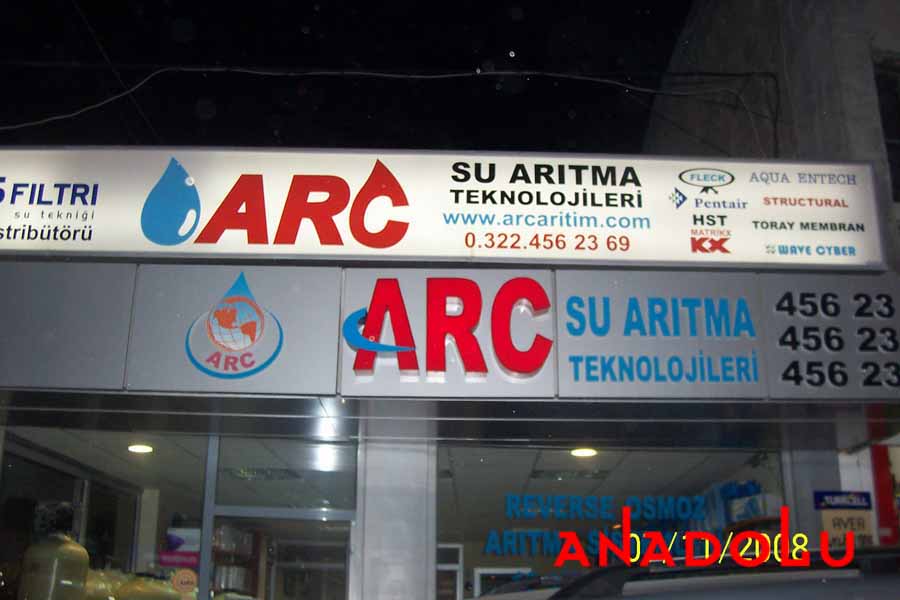 FILTRI
su tekniği
stribütörü
ARC
SU ARITMA
TEKNOLOJİLERİ
www.arcaritim.com
0.322.456 23 69
FLECK
AQUA ENTECH
Pentair
STRUCTURAL
HST
MATRIKX
KX
TORAY MEMBRAN
WAVE CYBER
ARC
ARC
SU ARITMA
TEKNOLOJİLERİ
456 23
456 23
456 23
REVERSE OSMOZ
TURKCELL
ANADOLU